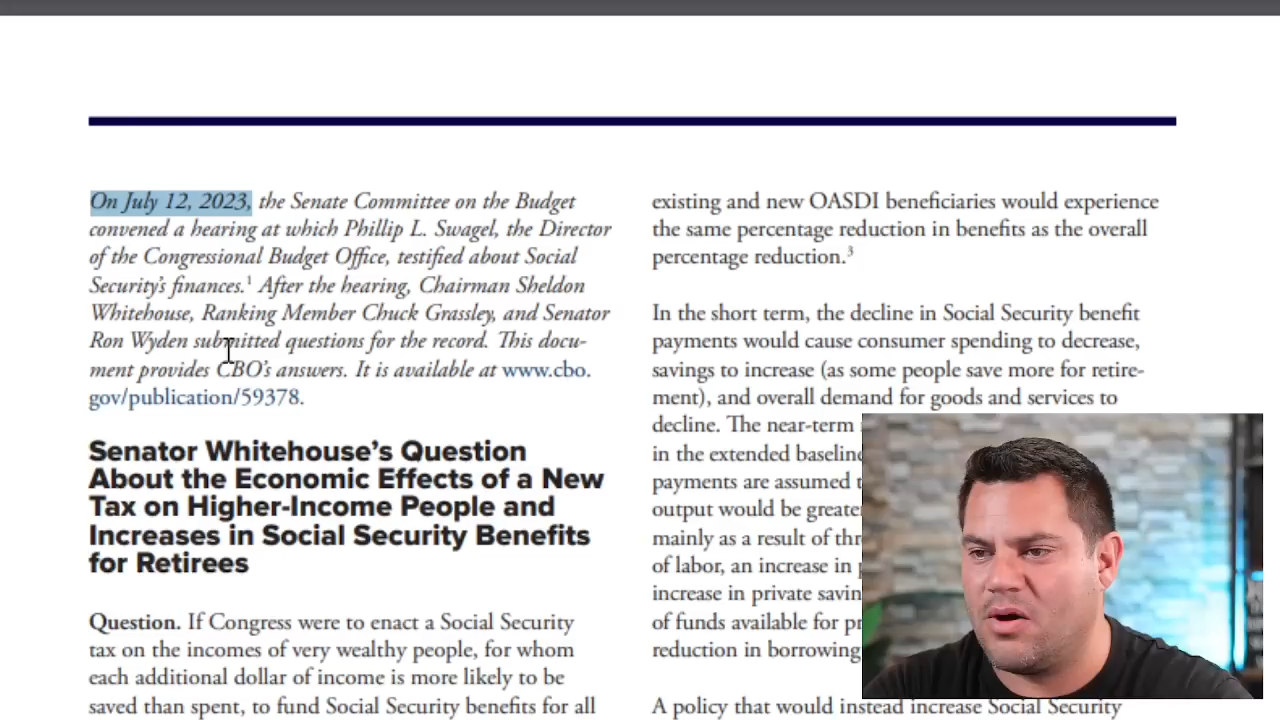 On July 12, 2023, the Senate Committee on the Budget
convened a hearing at which Phillip L. Swagel, the Director
of the Congressional Budget Office, testified about Social
Security's finances.¹ After the hearing, Chairman Sheldon
Whitehouse, Ranking Member Chuck Grassley, and Senator
Ron Wyden submitted questions for the record. This docu-
ment provides CBO's answers. It is available at www.cbo.
gov/publication/59378.
Senator Whitehouse's Question
About the Economic Effects of a New
Tax on Higher-Income People and
Increases in Social Security Benefits
for Retirees
Question. If Congress were to enact a Social Security
tax on the incomes of very wealthy people, for whom
each additional dollar of income is more likely to be
saved than spent, to fund Social Security benefits for all
existing and new OASDI beneficiaries would experience
the same percentage reduction in benefits as the overall
percentage reduction.³
In the short term, the decline in Social Security benefit
payments would cause consumer spending to decrease,
savings to increase (as some people save more for retire-
ment), and overall demand for goods and services to
decline. The near-term
in the extended baseline
payments are assumed
output would be greate
mainly as a result of
of labor, an increase in
increase in private
of funds available for
reduction in borrowing
A policy that would instead increase Social Security